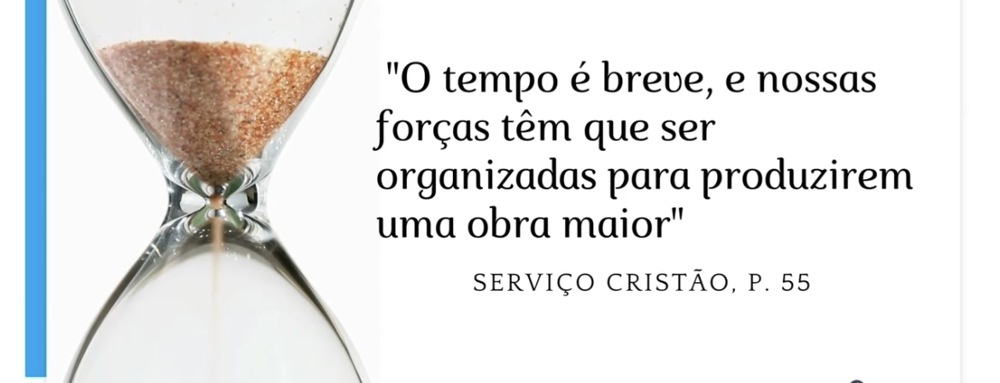 "O tempo é breve, e nossas
forças têm que ser
organizadas para produzirem
uma obra maior"
SERVIÇO CRISTÃO, P. 55